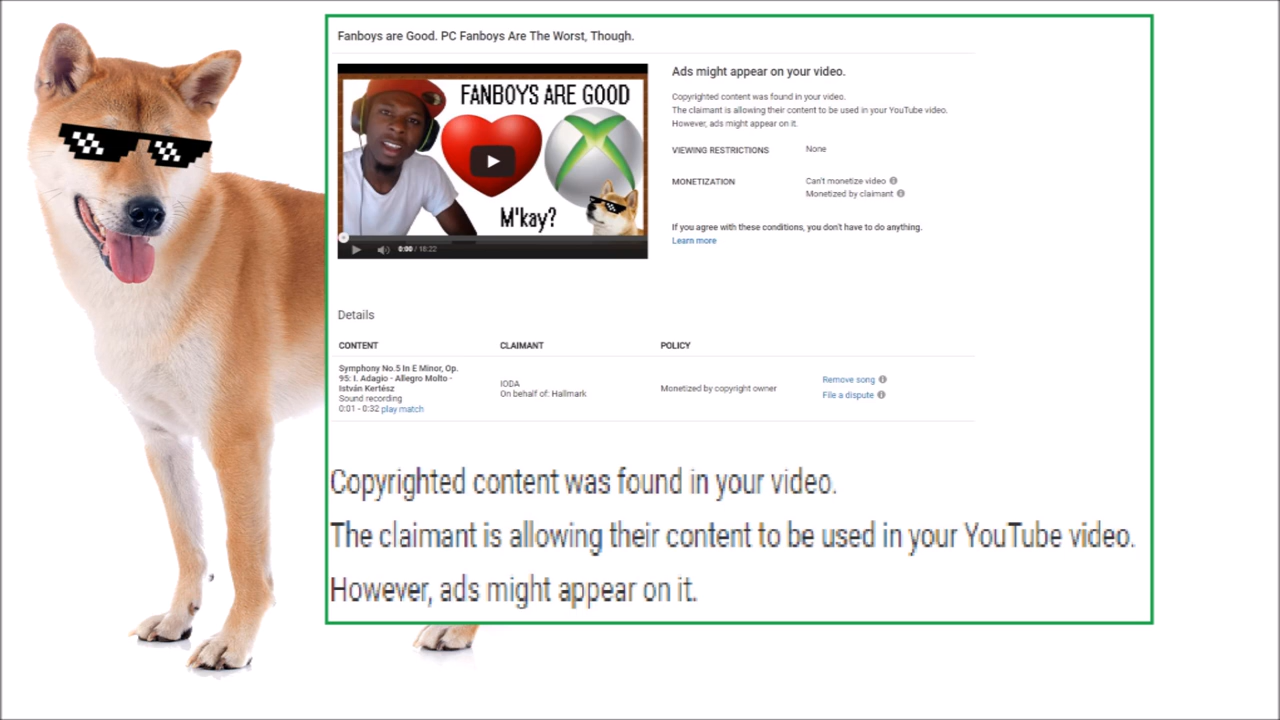 Fanboys are Good. PC Fanboys Are The Worst, Though.
FANBOYS ARE GOOD
M'kay?
0:00 / 18:22
Ads might appear on your video.
Copyrighted content was found in your video.
The claimant is allowing their content to be used in your YouTube video.
However, ads might appear on it.
VIEWING RESTRICTIONS None
MONETIZATION Can't monetize video
Monetized by claimant
If you agree with these conditions, you don't have to do anything.
Learn more
Details
CONTENT CLAIMANT POLICY
Symphony No.5 In E Minor, Op.
95: I. Adagio - Allegro Molto -
István Kertész
Sound recording
0:01 - 0:32 play match
IODA
On behalf of: Hallmark
Monetized by copyright owner
Remove song
File a dispute
Copyrighted content was found in your video.
The claimant is allowing their content to be used in your YouTube video.
However, ads might appear on it.